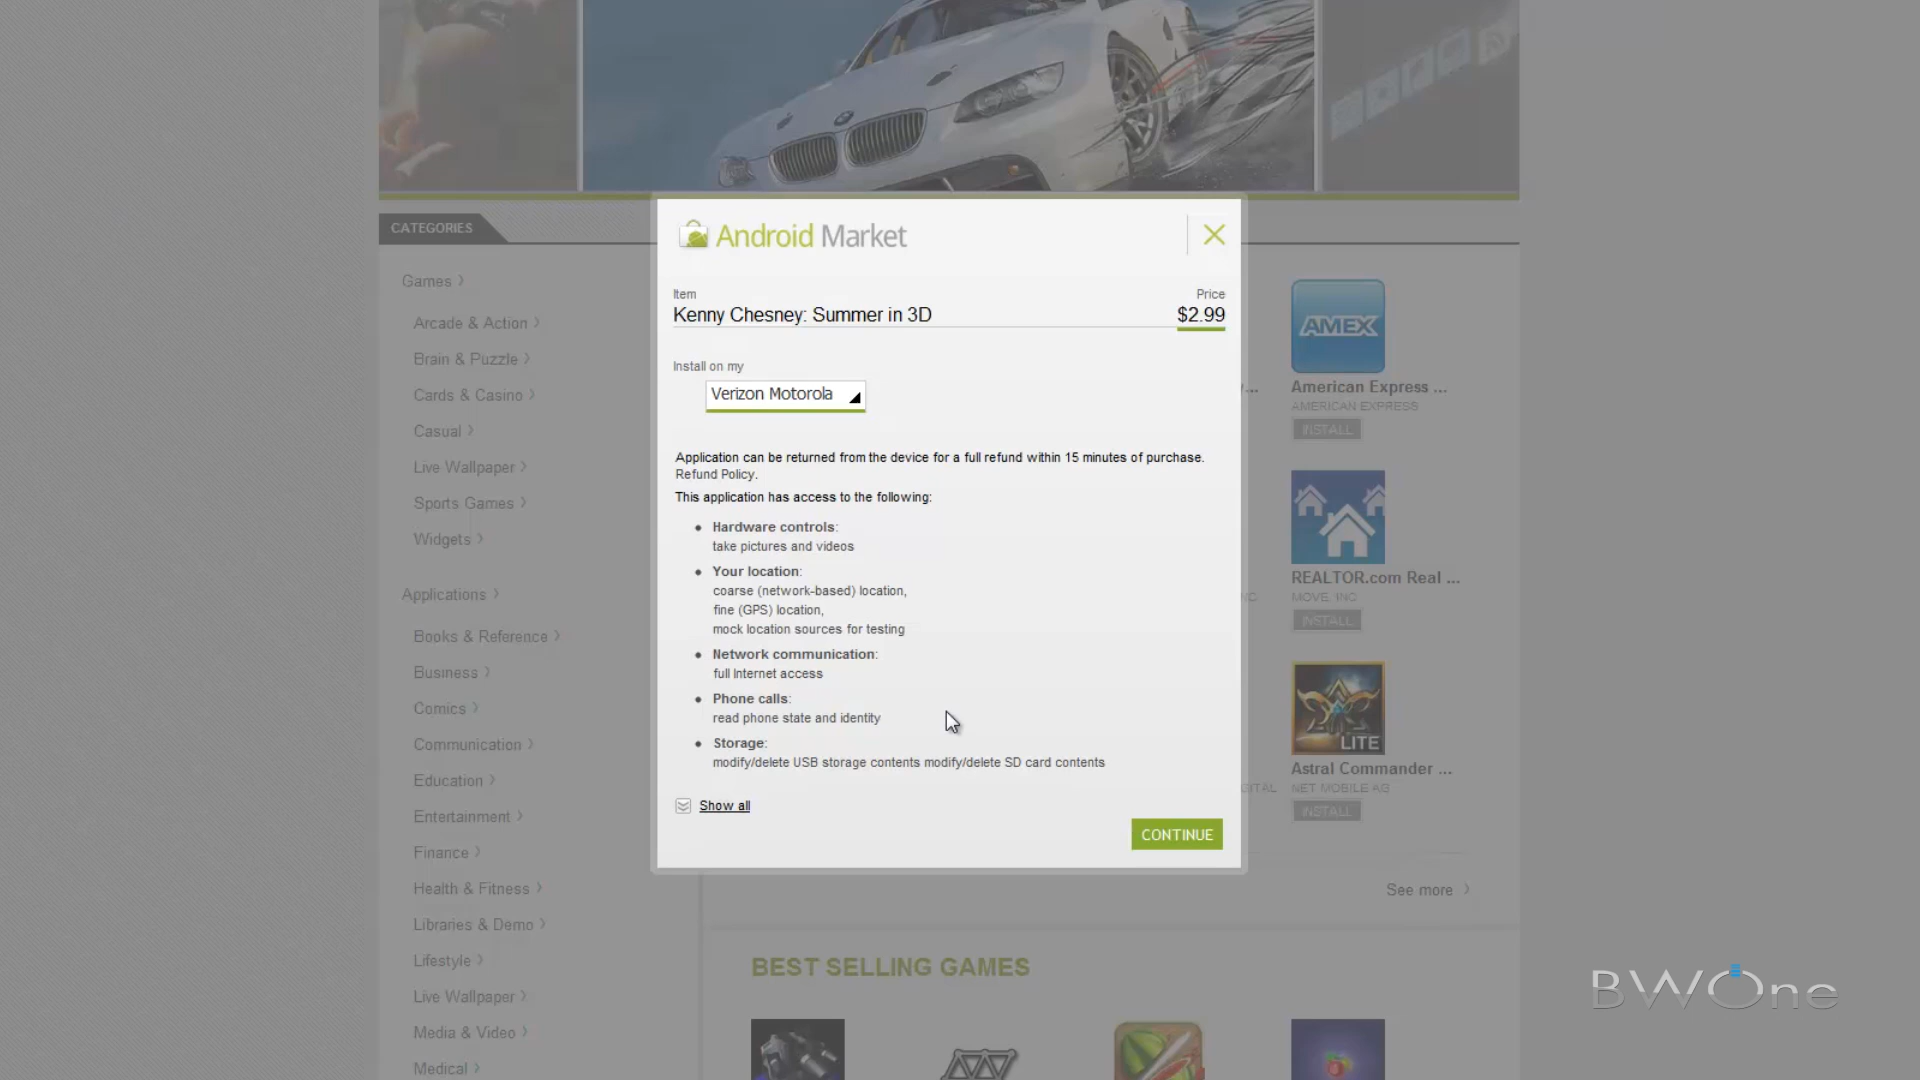 CATEGORIES
Games
Arcade & Action
Brain & Puzzle
Cards & Casino
Casual
Live Wallpaper
Sports Games
Widgets
Applications
Books & Reference
Business
Comics
Communication
Education
Entertainment
Finance
Health & Fitness
Libraries & Demo
Lifestyle
Live Wallpaper
Media & Video
Medical
Android Market
Item
Price
Kenny Chesney: Summer in 3D
$2.99
Install on my
Verizon Motorola
Application can be returned from the device for a full refund within 15 minutes of purchase.
Refund Policy.
This application has access to the following:
Hardware controls:
take pictures and videos
Your location:
coarse (network-based) location,
fine (GPS) location,
mock location sources for testing
Network communication:
full Internet access
Phone calls:
read phone state and identity
Storage:
modify/delete USB storage contents modify/delete SD card contents
Show all
CONTINUE
AMEX
American Express ...
AMERICAN EXPRESS
INSTALL
REALTOR.com Real ...
MOVE, INC
INSTALL
LITE
Astral Commander ...
NET MOBILE AG
INSTALL
See more
BEST SELLING GAMES
BWOne